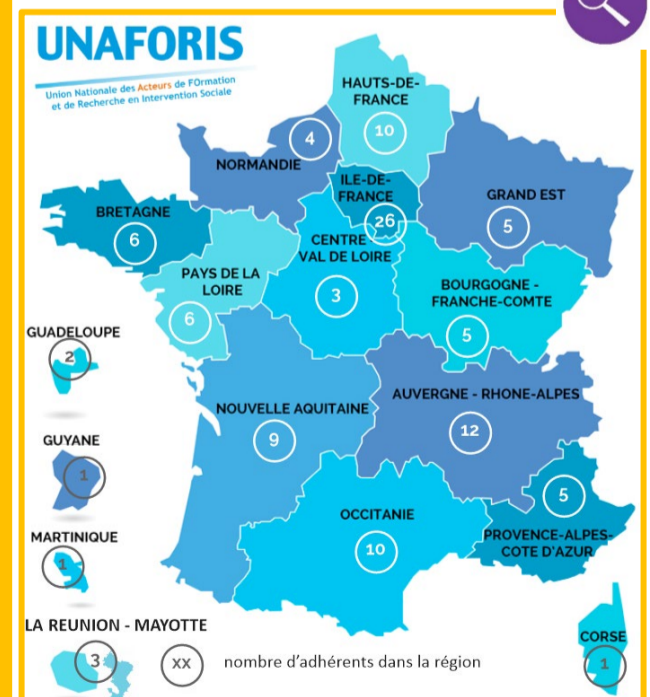 UNAFORIS
Union Nationale des Acteurs de FOrmation
et de Recherche en Intervention Sociale
HAUTS-DE-
FRANCE
10
4
NORMANDIE
ILE-DE-
FRANCE
26
GRAND EST
5
BRETAGNE
6
CENTRE
VAL DE LOIRE
3
PAYS DE LA
LOIRE
6
BOURGOGNE -
FRANCHE-COMTE
5
GUADELOUPE
2
NOUVELLE AQUITAINE
9
AUVERGNE - RHONE-ALPES
12
GUYANE
1
OCCITANIE
10
5
PROVENCE-ALPES-
COTE D'AZUR
MARTINIQUE
1
LA REUNION - MAYOTTE
3
xx
nombre d'adhérents dans la région
CORSE
1